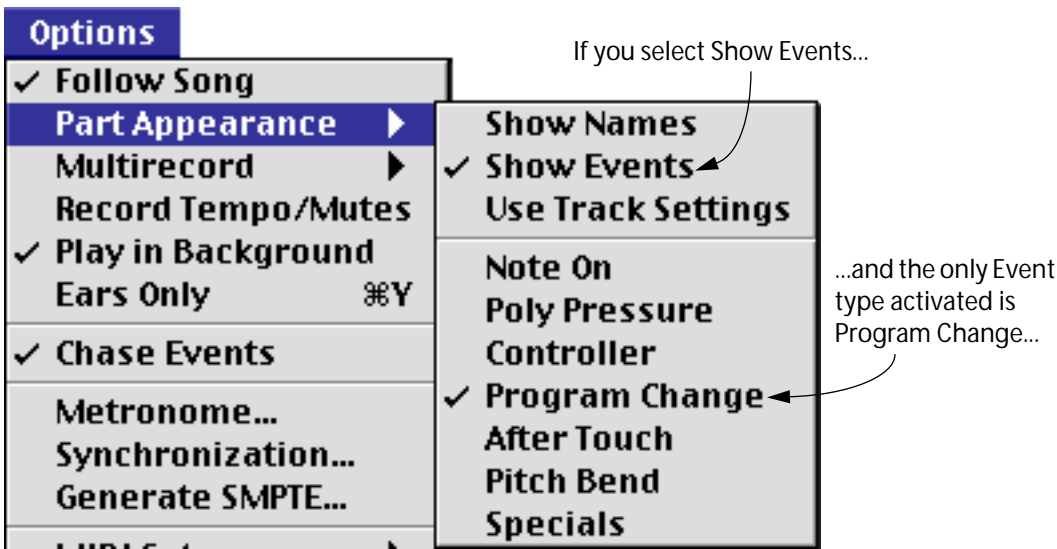 Options
If you select Show Events...
✓ Follow Song
Part Appearance ▶
Multirecord ▶
Record Tempo/Mutes
✓ Play in Background
Ears Only ⌘Y
✓ Chase Events
Metronome...
Synchronization...
Generate SMPTE...
Show Names
✓ Show Events
Use Track Settings
Note On
Poly Pressure
Controller
✓ Program Change
After Touch
Pitch Bend
Specials
...and the only Event
type activated is
Program Change...